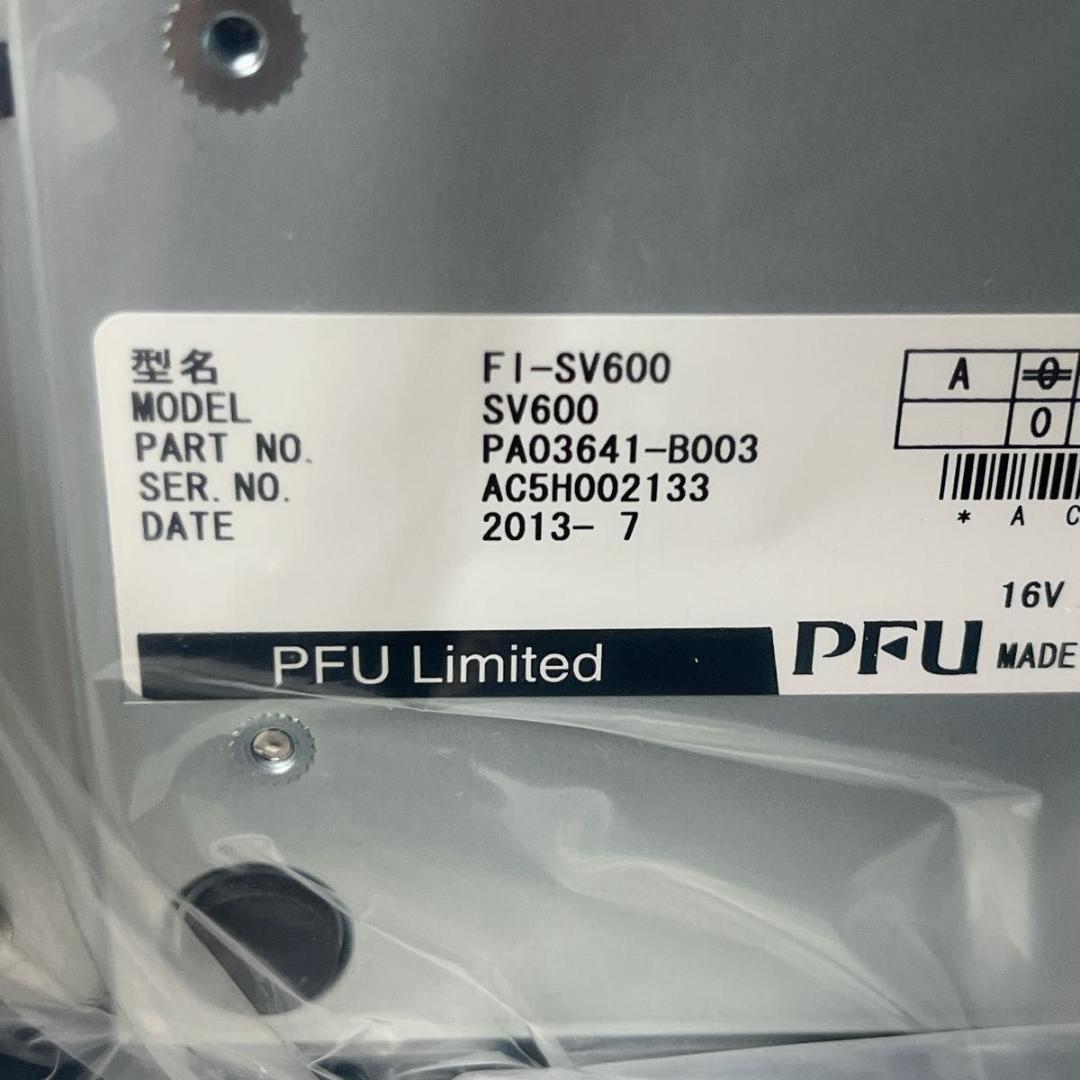 型名 FI-SV600
MODEL SV600
PART NO. PA03641-B003
SER. NO. AC5H002133
DATE 2013- 7
A 0
0
* A C
16V
PFU Limited
PFU MADE